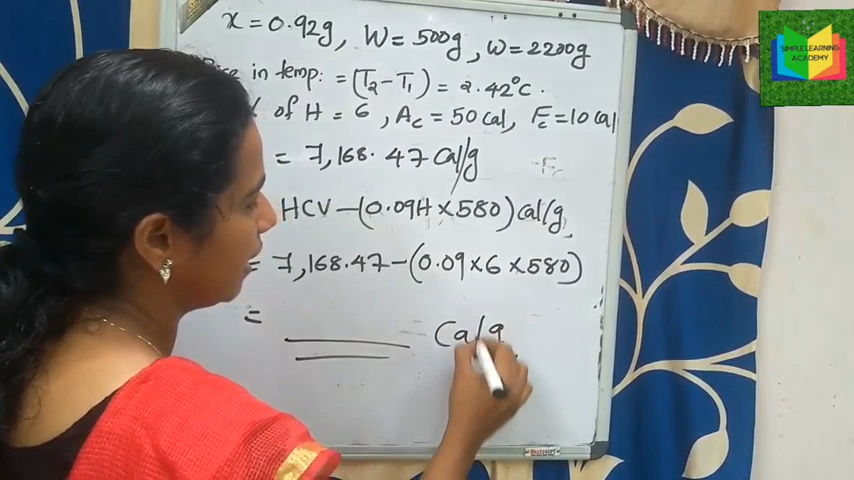 x = 0.92g, W = 500g, w = 2200g
in temp: = (T2 - T1) = 2.42°C.
of H = 6, Ac = 50 Cal, Fc = 10 Cal
= 7,168.47 Cal/g
HCV - (0.09H × 580) Cal/g,
= 7,168.47 - (0.09 × 6 × 580)
= Cal/g
SIMPLE LEARNING
ACADEMY